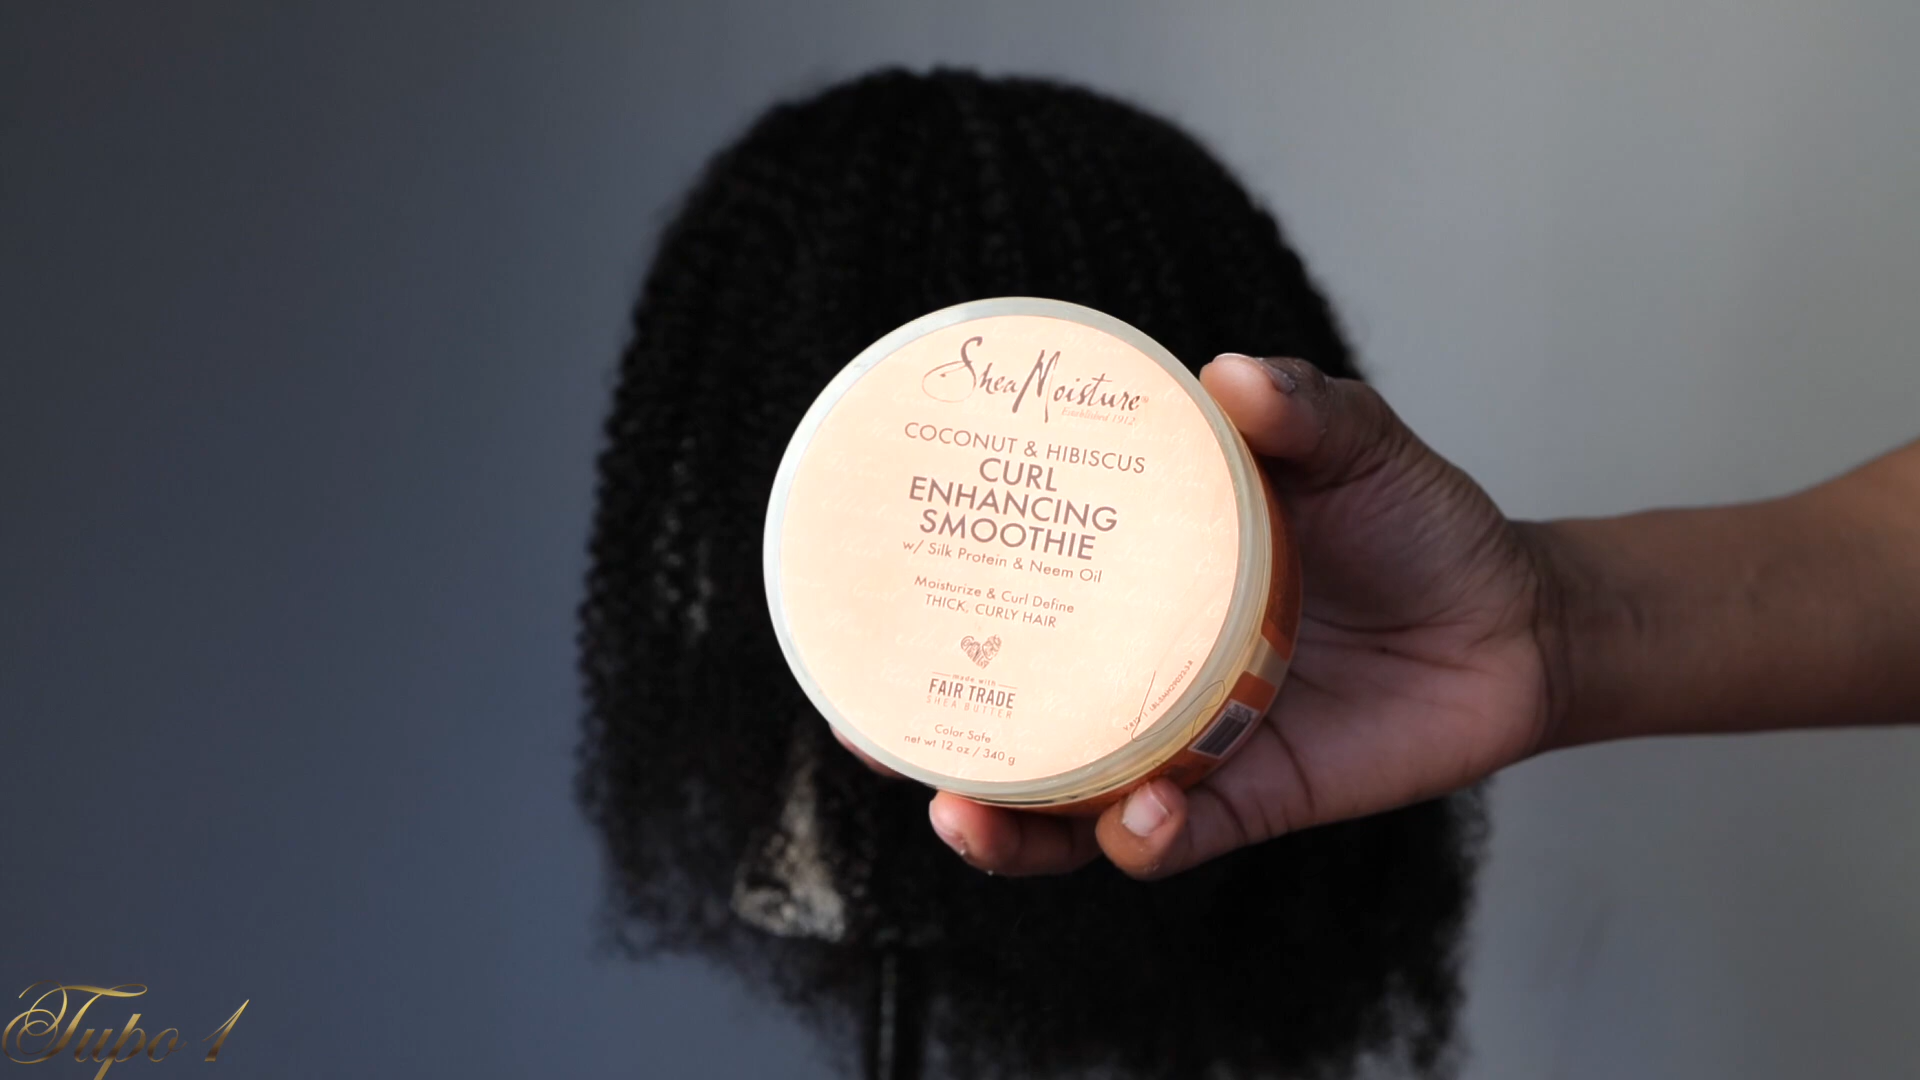 SheaMoisture
Established 1912
COCONUT & HIBISCUS
CURL
ENHANCING
SMOOTHIE
w/ Silk Protein & Neem Oil
Moisturize & Curl Define
THICK, CURLY HAIR
made with
FAIR TRADE
SHEA BUTTER
Color Safe
net wt 12 oz / 340 g
Tupo 1